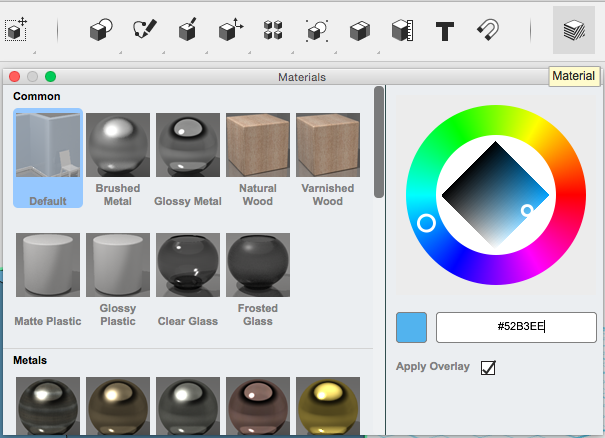 Materials
Material
Common
Default
Brushed
Metal
Glossy Metal
Natural
Wood
Varnished
Wood
Matte Plastic
Glossy
Plastic
Clear Glass
Frosted
Glass
Metals
#52B3EE
Apply Overlay